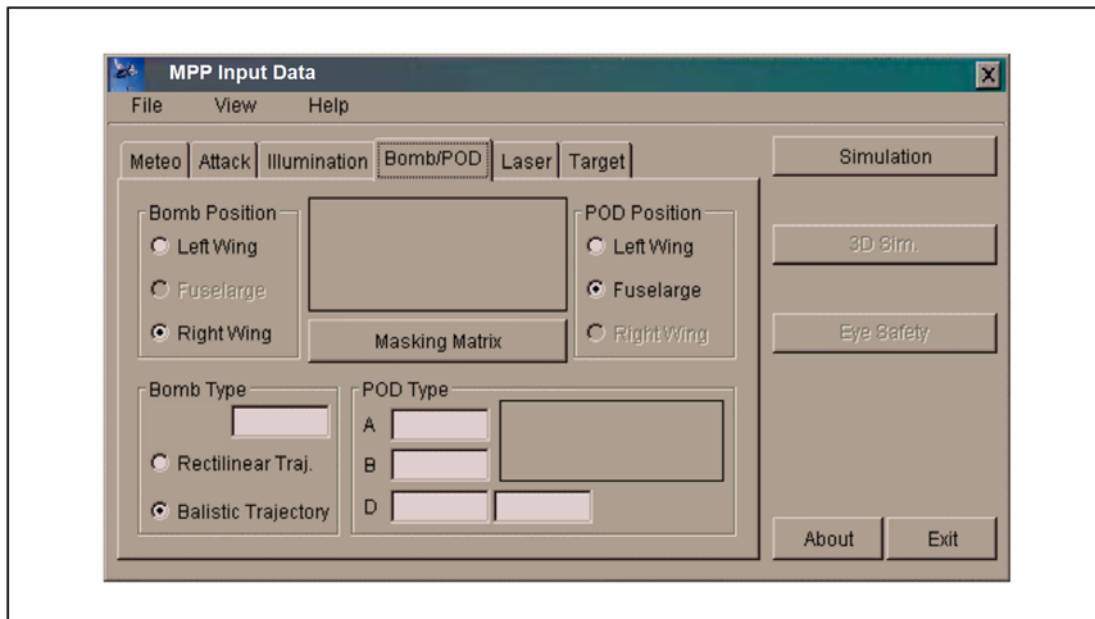 MPP Input Data
File View Help
Meteo Attack Illumination Bomb/POD Laser Target
Simulation
Bomb Position
Left Wing
Fuselarge
Right Wing
Masking Matrix
POD Position
Left Wing
Fuselarge
Right Wing
3D Sim.
Eye Safety
Bomb Type
Rectilinear Traj.
Balistic Trajectory
POD Type
A
B
D
About Exit